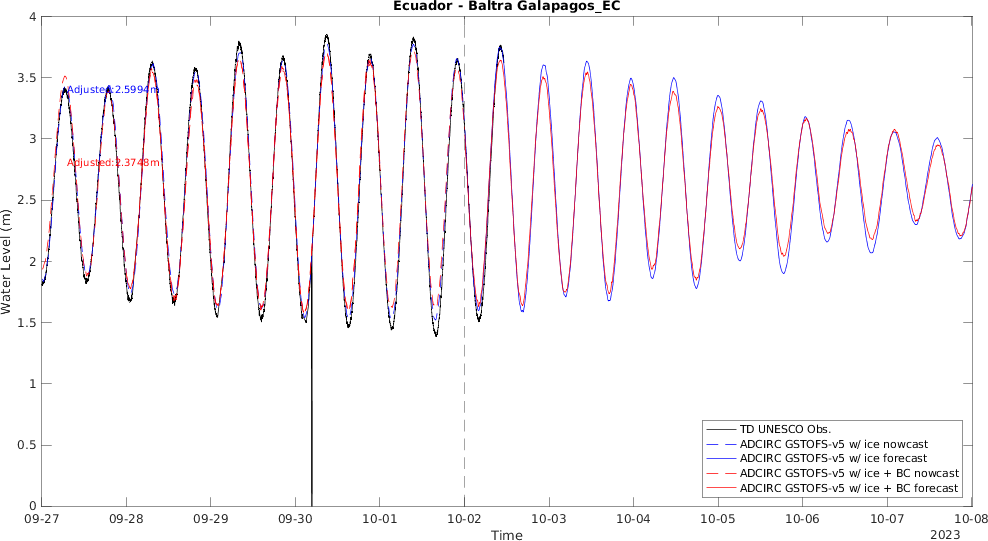 Ecuador - Baltra Galapagos_EC
4
3.5
3
2.5
2
1.5
1
0.5
0
Water Level (m)
Adjusted:2.5994m
Adjusted:2.3748m
TD UNESCO Obs.
ADCIRC GSTOFS-v5 w/ ice nowcast
ADCIRC GSTOFS-v5 w/ ice forecast
ADCIRC GSTOFS-v5 w/ ice + BC nowcast
ADCIRC GSTOFS-v5 w/ ice + BC forecast
09-27 09-28 09-29 09-30 10-01 10-02 10-03 10-04 10-05 10-06 10-07 10-08
Time
2023